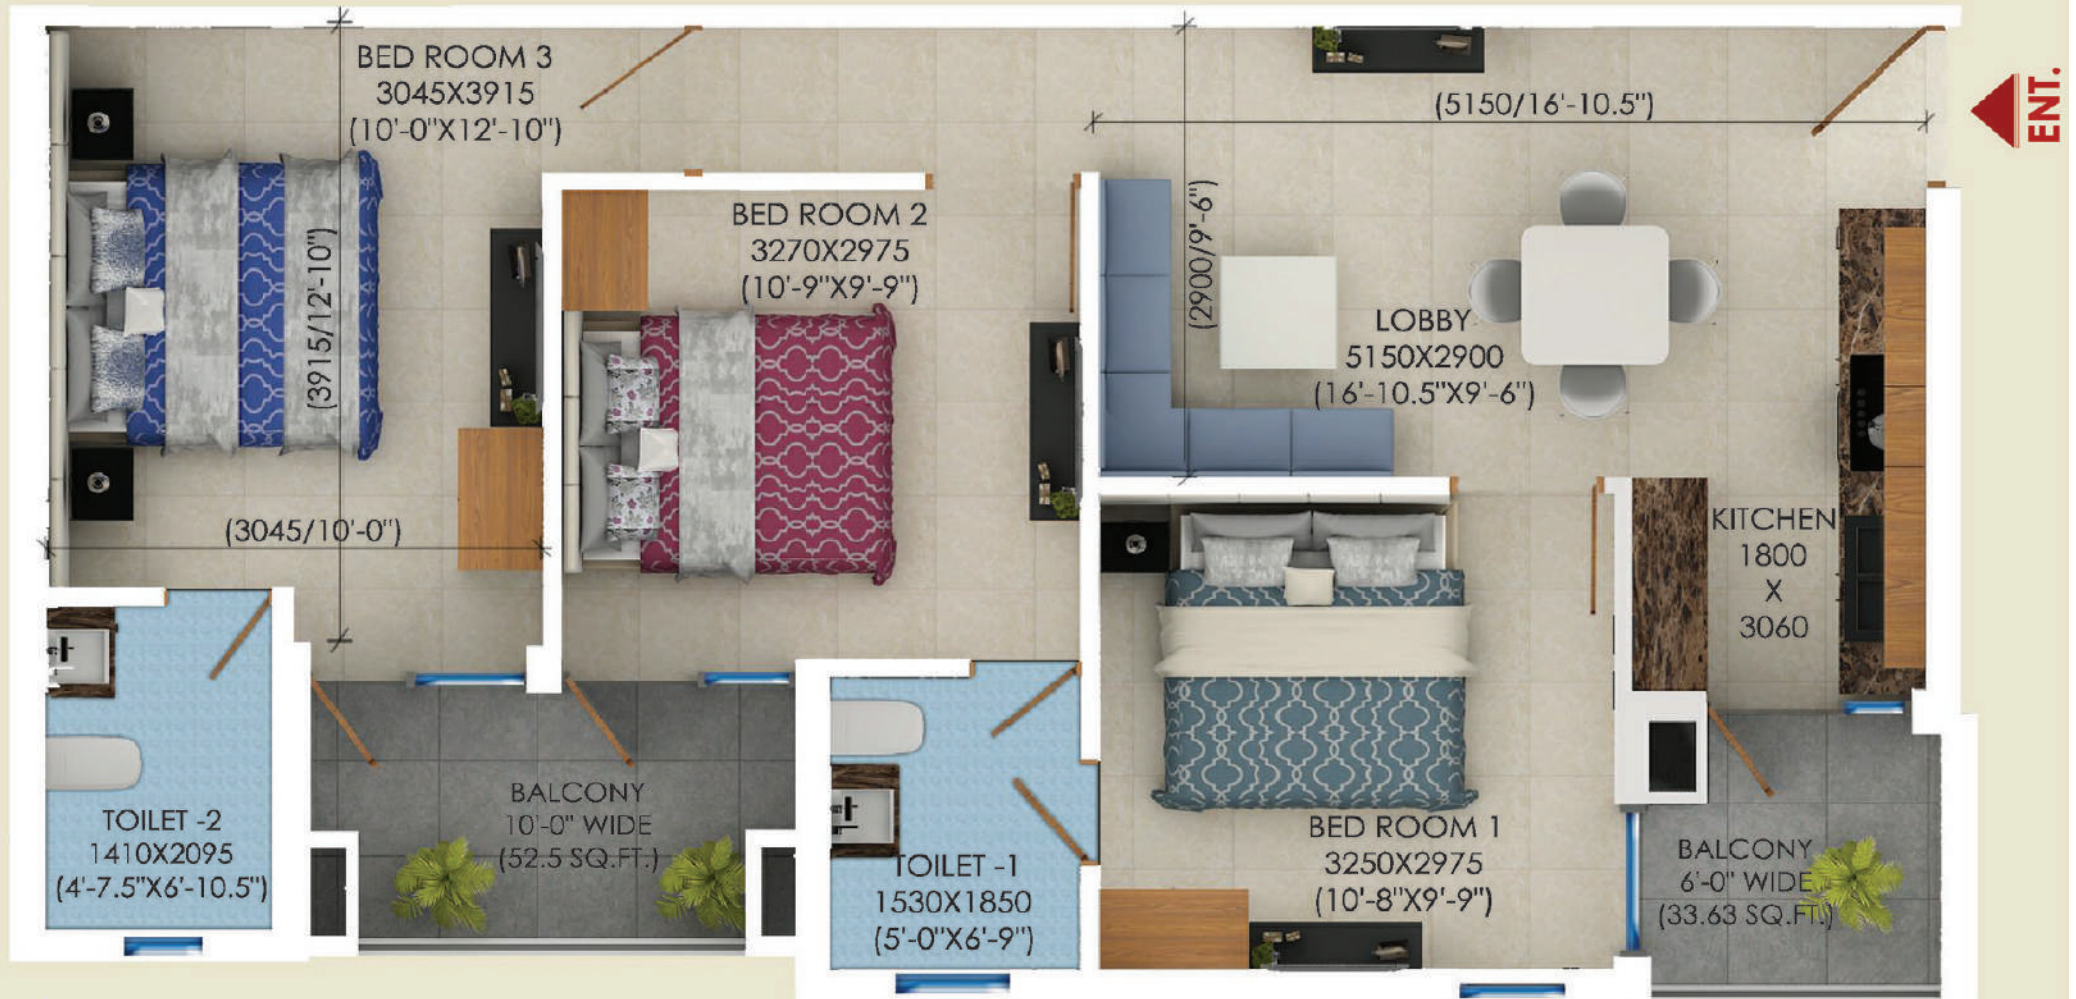 BED ROOM 3
3045X3915
(10'-0"X12'-10")
(3915/12'-10")
(3045/10'-0")
BED ROOM 2
3270X2975
(10'-9"X9'-9")
(5150/16'-10.5")
(2900/9'-6")
LOBBY
5150X2900
(16'-10.5"X9'-6")
ENT.
KITCHEN
1800
X
3060
TOILET -2
1410X2095
(4'-7.5"X6'-10.5")
BALCONY
10'-0" WIDE
(52.5 SQ.FT.)
TOILET -1
1530X1850
(5'-0"X6'-9")
BED ROOM 1
3250X2975
(10'-8"X9'-9")
BALCONY
6'-0" WIDE
(33.63 SQ.FT.)